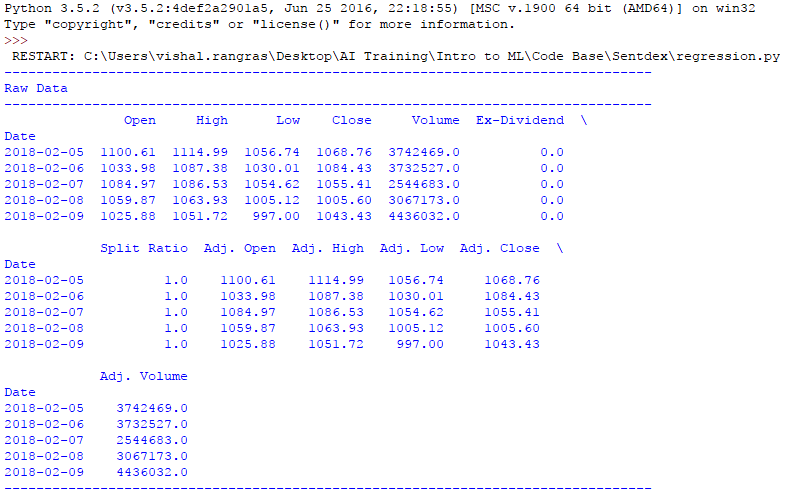 Python 3.5.2 (v3.5.2:4def2a2901a5, Jun 25 2016, 22:18:55) [MSC v.1900 64 bit (AMD64)] on win32
Type "copyright", "credits" or "license()" for more information.
>>>
 RESTART: C:\Users\vishal.rangras\Desktop\AI Training\Intro to ML\Code Base\Sentdex\regression.py
---------------------------------------------------------------------------------
Raw Data
---------------------------------------------------------------------------------
               Open     High      Low    Close     Volume  Ex-Dividend  \
Date
2018-02-05  1100.61  1114.99  1056.74  1068.76  3742469.0          0.0
2018-02-06  1033.98  1087.38  1030.01  1084.43  3732527.0          0.0
2018-02-07  1084.97  1086.53  1054.62  1055.41  2544683.0          0.0
2018-02-08  1059.87  1063.93  1005.12  1005.60  3067173.0          0.0
2018-02-09  1025.88  1051.72   997.00  1043.43  4436032.0          0.0
            Split Ratio  Adj. Open  Adj. High  Adj. Low  Adj. Close  \
Date
2018-02-05          1.0    1100.61    1114.99   1056.74     1068.76
2018-02-06          1.0    1033.98    1087.38   1030.01     1084.43
2018-02-07          1.0    1084.97    1086.53   1054.62     1055.41
2018-02-08          1.0    1059.87    1063.93   1005.12     1005.60
2018-02-09          1.0    1025.88    1051.72    997.00     1043.43
            Adj. Volume
Date
2018-02-05    3742469.0
2018-02-06    3732527.0
2018-02-07    2544683.0
2018-02-08    3067173.0
2018-02-09    4436032.0
---------------------------------------------------------------------------------